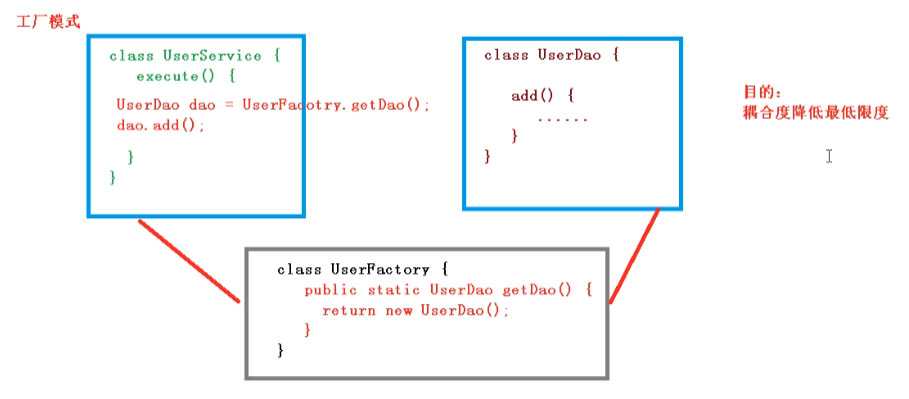 工厂模式
class UserService {
execute() {
UserDao dao = UserFacotry.getDao();
dao.add();
}
}
class UserDao {
add() {
......
}
}
目的:
耦合度降低最低限度
class UserFactory {
public static UserDao getDao() {
return new UserDao();
}
}